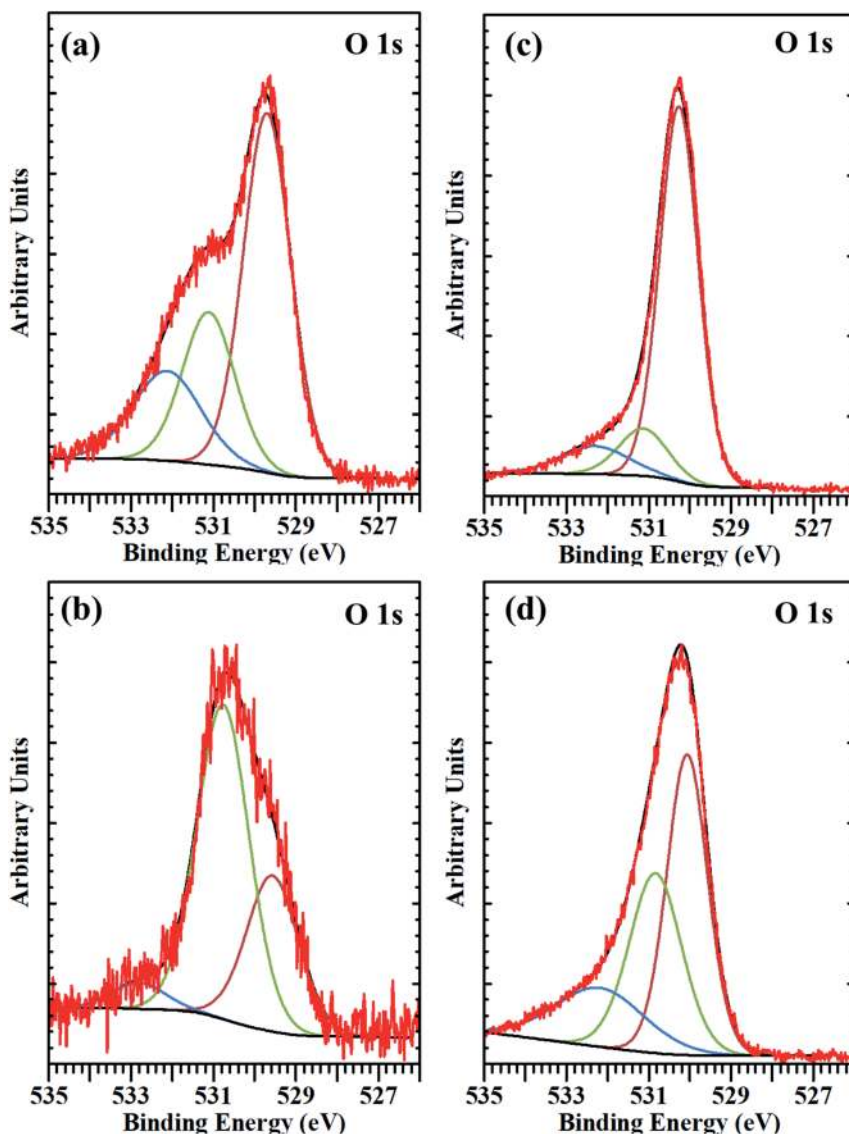 (a) O 1s
Arbitrary Units
535 533 531 529 527
Binding Energy (eV)
(c) O 1s
Arbitrary Units
535 533 531 529 527
Binding Energy (eV)
(b) O 1s
Arbitrary Units
535 533 531 529 527
Binding Energy (eV)
(d) O 1s
Arbitrary Units
535 533 531 529 527
Binding Energy (eV)